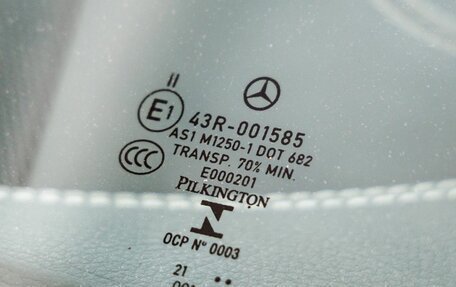 II
E1
43R-001585
AS1 M1250-1 DOT 682
TRANSP. 70% MIN.
CCC
E000201
PILKINGTON
OCP Nº 0003
21